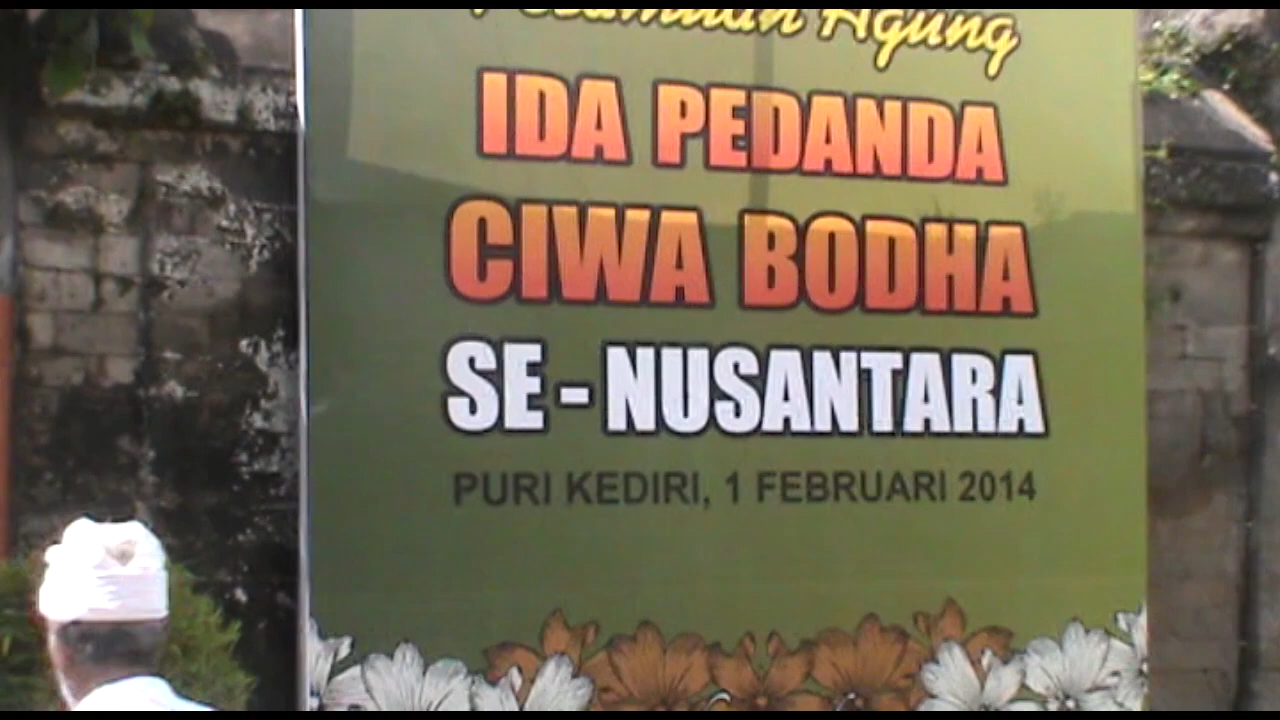 Agung
IDA PEDANDA
CIWA BODHA
SE - NUSANTARA
PURI KEDIRI, 1 FEBRUARI 2014